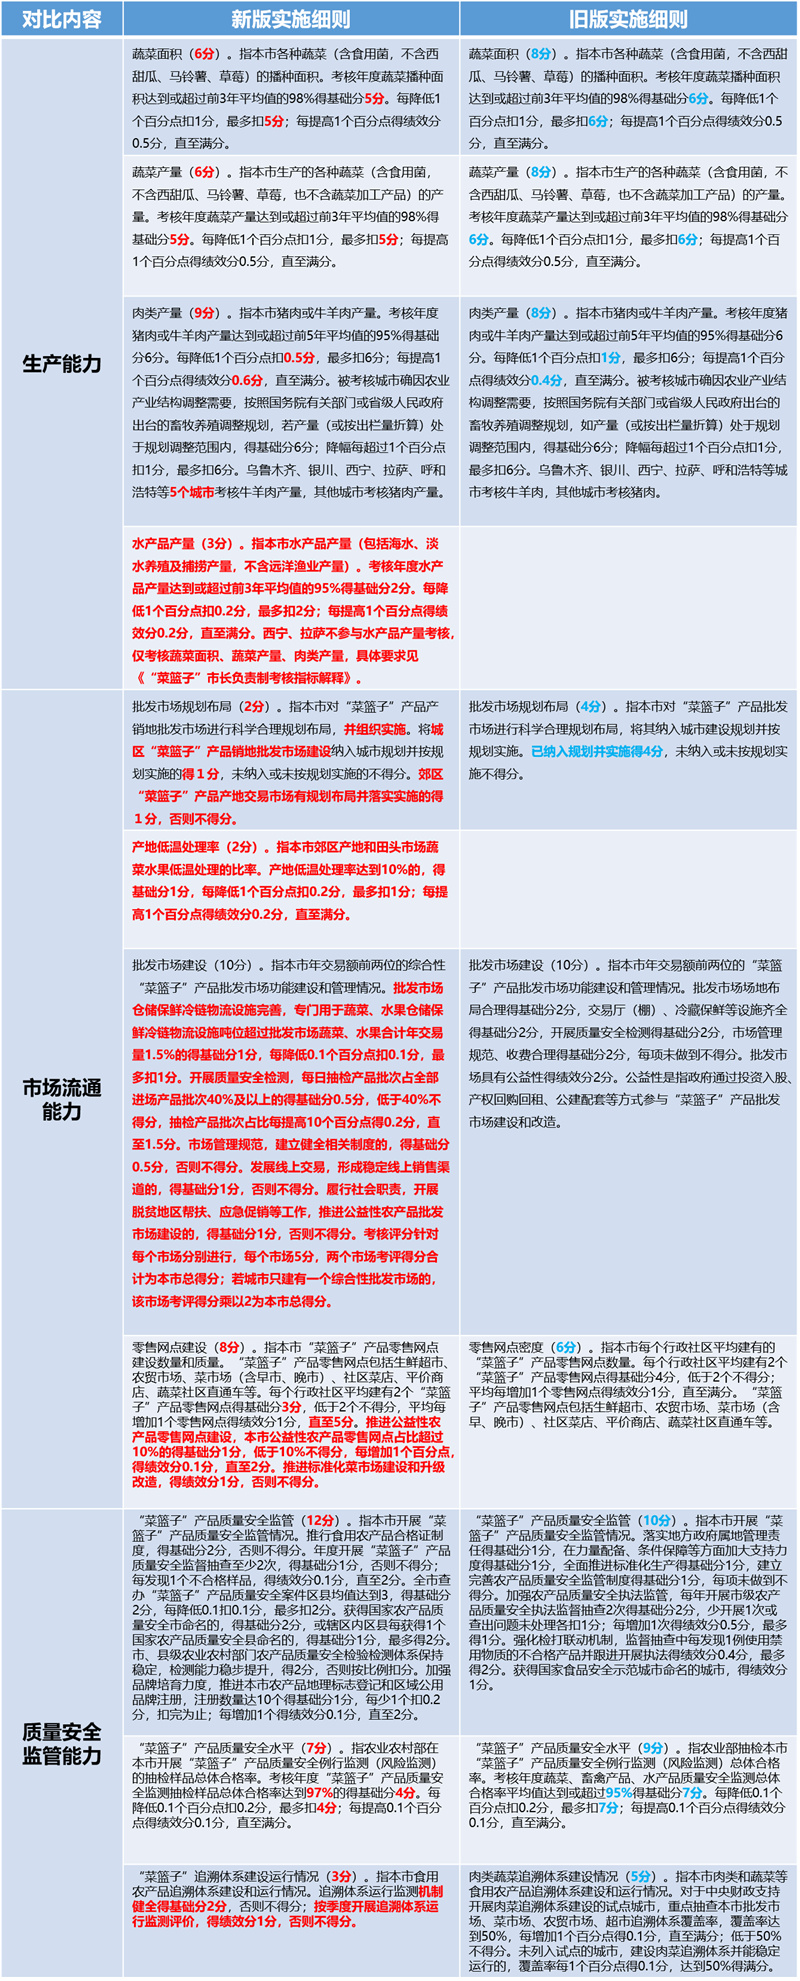 对比内容
新版实施细则
旧版实施细则
生产能力
蔬菜面积（6分）。指本市各种蔬菜（含食用菌，不含西
甜瓜、马铃薯、草莓）的播种面积。考核年度蔬菜播种面
积达到或超过前3年平均值的98%得基础分5分。每降低1
个百分点扣1分，最多扣5分；每提高1个百分点得绩效分
0.5分，直至满分。
蔬菜面积（8分）。指本市各种蔬菜（含食用菌，不含西甜
瓜、马铃薯、草莓）的播种面积。考核年度蔬菜播种面积
达到或超过前3年平均值的98%得基础分6分。每降低1个
百分点扣1分，最多扣6分；每提高1个百分点得绩效分0.5
分，直至满分。
蔬菜产量（6分）。指本市生产的各种蔬菜（含食用菌，
不含西甜瓜、马铃薯、草莓，也不含蔬菜加工产品）的产
量。考核年度蔬菜产量达到或超过前3年平均值的98%得
基础分5分。每降低1个百分点扣1分，最多扣5分；每提高
1个百分点得绩效分0.5分，直至满分。
蔬菜产量（8分）。指本市生产的各种蔬菜（含食用菌，不
含西甜瓜、马铃薯、草莓，也不含蔬菜加工产品）的产量。
考核年度蔬菜产量达到或超过前3年平均值的98%得基础分
6分。每降低1个百分点扣1分，最多扣6分；每提高1个百
分点得绩效分0.5分，直至满分。
肉类产量（9分）。指本市猪肉或牛羊肉产量。考核年度
猪肉或牛羊肉产量达到或超过前5年平均值的95%得基础
分6分。每降低1个百分点扣0.5分，最多扣6分；每提高1
个百分点得绩效分0.6分，直至满分。被考核城市确因农业
产业结构调整需要，按照国务院有关部门或省级人民政府
出台的畜牧养殖调整规划，若产量（或按出栏量折算）处
于规划调整范围内，得基础分6分；降幅每超过1个百分点
扣1分，最多扣6分。乌鲁木齐、银川、西宁、拉萨、呼和
浩特等5个城市考核牛羊肉产量，其他城市考核猪肉产量。
肉类产量（8分）。指本市猪肉或牛羊肉产量。考核年度猪
肉或牛羊肉产量达到或超过前5年平均值的95%得基础分6
分。每降低1个百分点扣1分，最多扣6分；每提高1个百分
点得绩效分0.4分，直至满分。被考核城市确因农业产业结
构调整需要，按照国务院有关部门或省级人民政府出台的
畜牧养殖调整规划，如产量（或按出栏量折算）处于规划
调整范围内，得基础分6分；降幅每超过1个百分点扣1分，
最多扣6分。乌鲁木齐、银川、西宁、拉萨、呼和浩特等城
市考核牛羊肉，其他城市考核猪肉。
水产品产量（3分）。指本市水产品产量（包括海水、淡
水养殖及捕捞产量，不含远洋渔业产量）。考核年度水产
品产量达到或超过前3年平均值的95%得基础分2分。每降
低1个百分点扣0.2分，最多扣2分；每提高1个百分点得绩
效分0.2分，直至满分。西宁、拉萨不参与水产品产量考核，
仅考核蔬菜面积、蔬菜产量、肉类产量，具体要求见
《“菜篮子”市长负责制考核指标解释》。
市场流通
能力
批发市场规划布局（2分）。指本市对“菜篮子”产品产
销地批发市场进行科学合理规划布局，并组织实施。将城
区“菜篮子”产品销地批发市场建设纳入城市规划并按规
划实施的得１分，未纳入或未按规划实施的不得分。郊区
“菜篮子”产品产地交易市场有规划布局并落实实施的得
１分，否则不得分。
批发市场规划布局（4分）。指本市对“菜篮子”产品批发
市场进行科学合理规划布局，将其纳入城市建设规划并按
规划实施。已纳入规划并实施得4分，未纳入或未按规划实
施不得分。
产地低温处理率（2分）。指本市郊区产地和田头市场蔬
菜水果低温处理的比率。产地低温处理率达到10%的，得
基础分1分，每降低1个百分点扣0.2分，最多扣1分；每提
高1个百分点得绩效分0.2分，直至满分。
批发市场建设（10分）。指本市年交易额前两位的综合性
“菜篮子”产品批发市场功能建设和管理情况。批发市场
仓储保鲜冷链物流设施完善，专门用于蔬菜、水果仓储保
鲜冷链物流设施吨位超过批发市场蔬菜、水果合计年交易
量1.5%的得基础分1分，每降低0.1个百分点扣0.1分，最
多扣1分。开展质量安全检测，每日抽检产品批次占全部
进场产品批次40%及以上的得基础分0.5分，低于40%不
得分，抽检产品批次占比每提高10个百分点得0.2分，直
至1.5分。市场管理规范，建立健全相关制度的，得基础分
0.5分，否则不得分。发展线上交易，形成稳定线上销售渠
道的，得基础分1分，否则不得分。履行社会职责，开展
脱贫地区帮扶、应急促销等工作，推进公益性农产品批发
市场建设的，得基础分1分，否则不得分。考核评分针对
每个市场分别进行，每个市场5分，两个市场考评得分合
计为本市总得分；若城市只建有一个综合性批发市场的，
该市场考评得分乘以2为本市总得分。
批发市场建设（10分）。指本市年交易额前两位的“菜篮
子”产品批发市场功能建设和管理情况。批发市场场地布
局合理得基础分2分，交易厅（棚）、冷藏保鲜等设施齐全
得基础分2分，开展质量安全检测得基础分2分，市场管理
规范、收费合理得基础分2分，每项未做到不得分。批发市
场具有公益性得绩效分2分。公益性是指政府通过投资入股、
产权回购回租、公建配套等方式参与“菜篮子”产品批发
市场建设和改造。
零售网点建设（8分）。指本市“菜篮子”产品零售网点
建设数量和质量。“菜篮子”产品零售网点包括生鲜超市、
农贸市场、菜市场（含早市、晚市）、社区菜店、平价商
店、蔬菜社区直通车等。每个行政社区平均建有2个“菜篮
子”产品零售网点得基础分3分，低于2个不得分，平均每
增加1个零售网点得绩效分1分，直至5分。推进公益性农
产品零售网点建设，本市公益性农产品零售网点占比超过
10%的得基础分1分，低于10%不得分，每增加1个百分点，
得绩效分0.1分，直至2分。推进标准化菜市场建设和升级
改造，得绩效分1分，否则不得分。
零售网点密度（6分）。指本市每个行政社区平均建有的
“菜篮子”产品零售网点数量。每个行政社区平均建有2个
“菜篮子”产品零售网点得基础分4分，低于2个不得分；
平均每增加1个零售网点得绩效分1分，直至满分。“菜篮
子”产品零售网点包括生鲜超市、农贸市场、菜市场（含
早、晚市）、社区菜店、平价商店、蔬菜社区直通车等。
质量安全
监管能力
“菜篮子”产品质量安全监管（12分）。指本市开展“菜
篮子”产品质量安全监管情况。推行食用农产品合格证制
度，得基础分2分，否则不得分。年度开展“菜篮子”产品
质量安全监督抽查至少2次，得基础分1分，否则不得分；
每发现1个不合格样品，得绩效分0.1分，直至2分。全市查
办“菜篮子”产品质量安全案件区县均值达到3，得基础分
2分，每降低0.1扣0.1分，最多扣2分。获得国家农产品质
量安全市命名的，得基础分2分，或辖区内区县每获得1个
国家农产品质量安全县命名的，得基础分1分，最多得2分。
市、县级农业农村部门农产品质量安全检验检测体系保持
稳定，检测能力稳步提升，得2分，否则按比例扣分。加强
品牌培育力度，推进本市农产品地理标志登记和区域公用
品牌注册，注册数量达10个得基础分1分，每少1个扣0.2
分，扣完为止；每增加1个得绩效分0.1分，直至2分。
“菜篮子”产品质量安全监管（10分）。指本市开展“菜
篮子”产品质量安全监管情况。落实地方政府属地管理责
任得基础分1分，在力量配备、条件保障等方面加大支持力
度得基础分1分，全面推进标准化生产得基础分1分，建立
完善农产品质量安全监管制度得基础分1分，每项未做到不
得分。加强农产品质量安全执法监管，每年开展市级农产
品质量安全执法监督抽查2次得基础分2分，少开展1次或
查出问题未处理各扣1分；每增加1次得绩效分0.5分，最多
得1分。强化检打联动机制，监督抽查中每发现1例使用禁
用物质的不合格产品并跟进开展执法得绩效分0.4分，最多
得2分。获得国家食品安全示范城市命名的城市，得绩效分
1分。
“菜篮子”产品质量安全水平（7分）。指农业农村部在
本市开展“菜篮子”产品质量安全例行监测（风险监测）
的抽检样品总体合格率。考核年度“菜篮子”产品质量安
全监测抽检样品总体合格率达到97%的得基础分4分。每
降低0.1个百分点扣0.2分，最多扣4分；每提高0.1个百分
点得绩效分0.1分，直至满分。
“菜篮子”产品质量安全水平（9分）。指农业部抽检本市
“菜篮子”产品质量安全例行监测（风险监测）总体合格
率。考核年度蔬菜、畜禽产品、水产品质量安全监测总体
合格率平均值达到或超过95%得基础分7分。每降低0.1个
百分点扣0.2分，最多扣7分；每提高0.1个百分点得绩效分
0.1分，直至满分。
“菜篮子”追溯体系建设运行情况（3分）。指本市食用
农产品追溯体系建设和运行情况。追溯体系运行监测机制
健全得基础分2分，否则不得分；按季度开展追溯体系运
行监测评价，得绩效分1分，否则不得分。
肉类蔬菜追溯体系建设情况（5分）。指本市肉类和蔬菜等
食用农产品追溯体系建设和运行情况。对于中央财政支持
开展肉菜追溯体系建设的试点城市，重点抽查本市批发市
场、菜市场、农贸市场、超市追溯体系覆盖率，覆盖率达
到50%，每增加1个百分点得0.1分，直至满分；低于50%
不得分。未列入试点的城市，建设肉菜追溯体系并能稳定
运行的，覆盖率每1个百分点得0.1分，达到50%得满分。